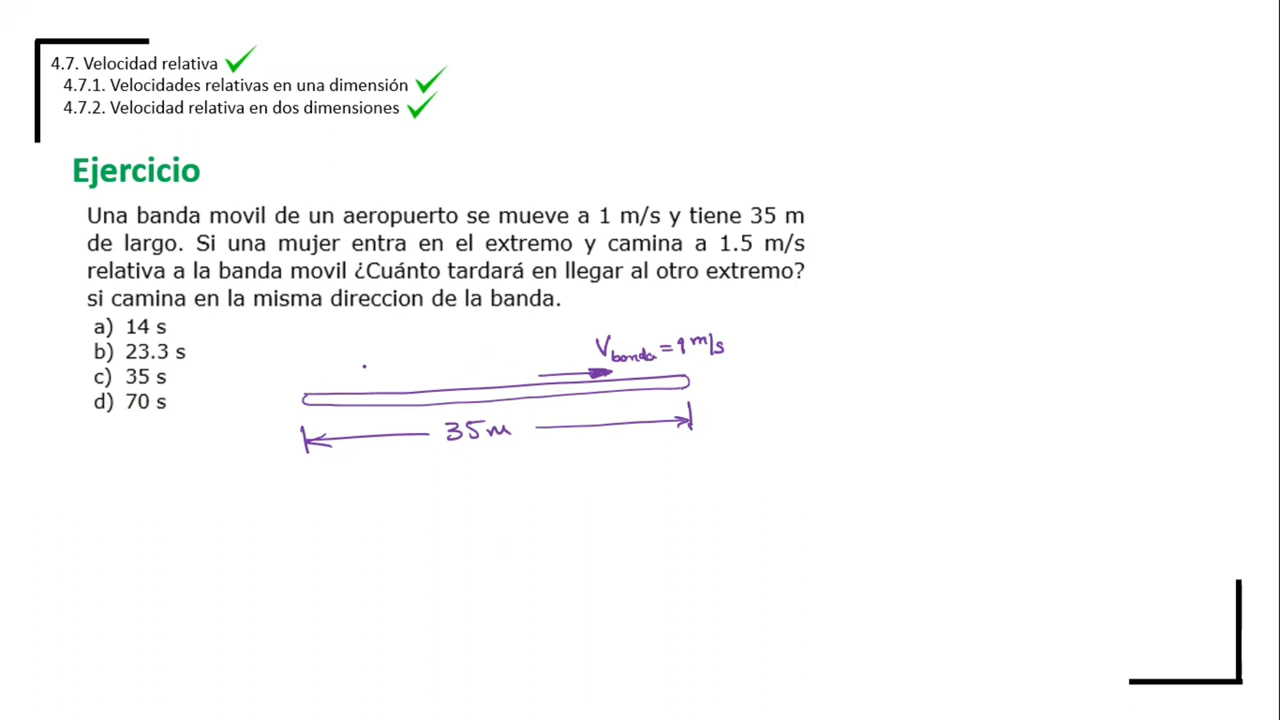 4.7. Velocidad relativa
4.7.1. Velocidades relativas en una dimensión
4.7.2. Velocidad relativa en dos dimensiones
Ejercicio
Una banda movil de un aeropuerto se mueve a 1 m/s y tiene 35 m
de largo. Si una mujer entra en el extremo y camina a 1.5 m/s
relativa a la banda movil ¿Cuánto tardará en llegar al otro extremo?
si camina en la misma direccion de la banda.
a) 14 s
b) 23.3 s
c) 35 s
d) 70 s
Vbanda = 1 m/s
35m